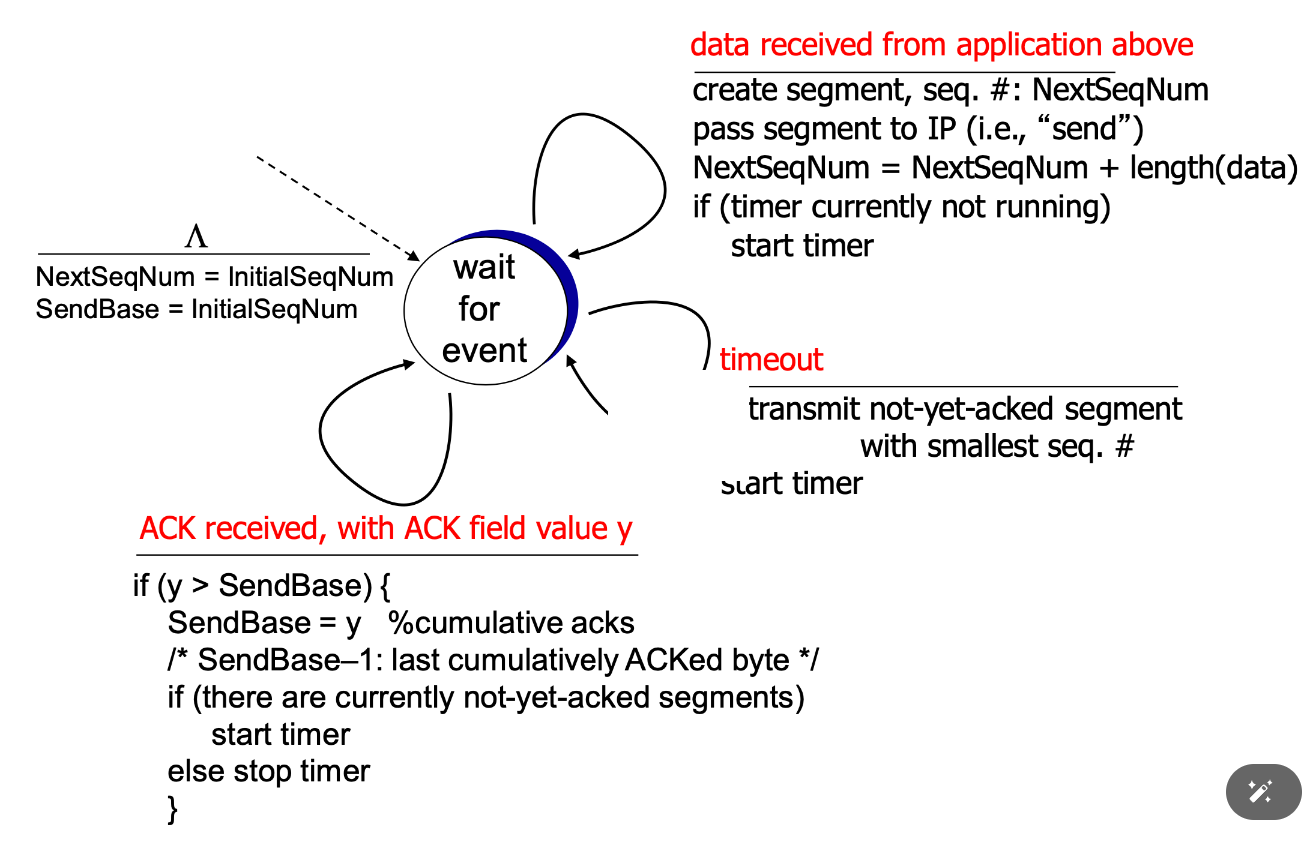 data received from application above
create segment, seq. #: NextSeqNum
pass segment to IP (i.e., “send”)
NextSeqNum = NextSeqNum + length(data)
if (timer currently not running)
start timer
Λ
NextSeqNum = InitialSeqNum
SendBase = InitialSeqNum
wait
for
event
timeout
transmit not-yet-acked segment
with smallest seq. #
start timer
ACK received, with ACK field value y
if (y > SendBase) {
SendBase = y %cumulative acks
/* SendBase–1: last cumulatively ACKed byte */
if (there are currently not-yet-acked segments)
start timer
else stop timer
}